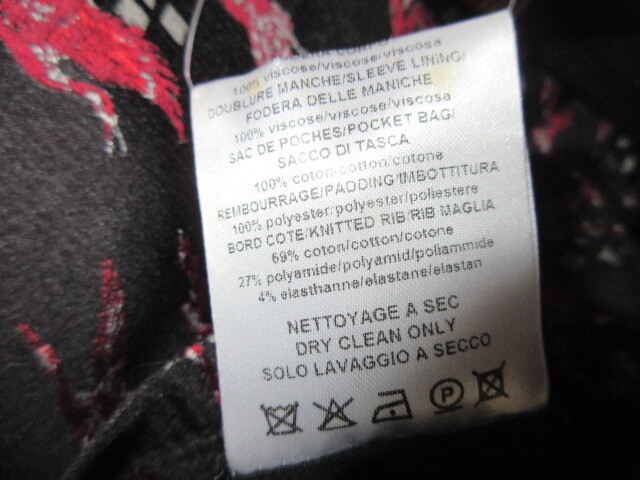 100% viscose/viscose/viscosa
DOUBLURE MANCHE/SLEEVE LINING/
FODERA DELLE MANICHE
100% viscose/viscose/viscosa
SAC DE POCHES/POCKET BAG/
SACCO DI TASCA
100% coton/cotton/cotone
REMBOURRAGE/PADDING/IMBOTTITURA
100% polyester/polyester/poliestere
BORD COTE/KNITTED RIB/RIB MAGLIA
69% coton/cotton/cotone
27% polyamide/polyamid/poliammide
4% elasthanne/elastane/elastan
NETTOYAGE A SEC
DRY CLEAN ONLY
SOLO LAVAGGIO A SECCO
P